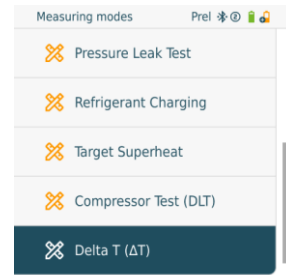 Measuring modes Prel
Pressure Leak Test
Refrigerant Charging
Target Superheat
Compressor Test (DLT)
Delta T (ΔT)